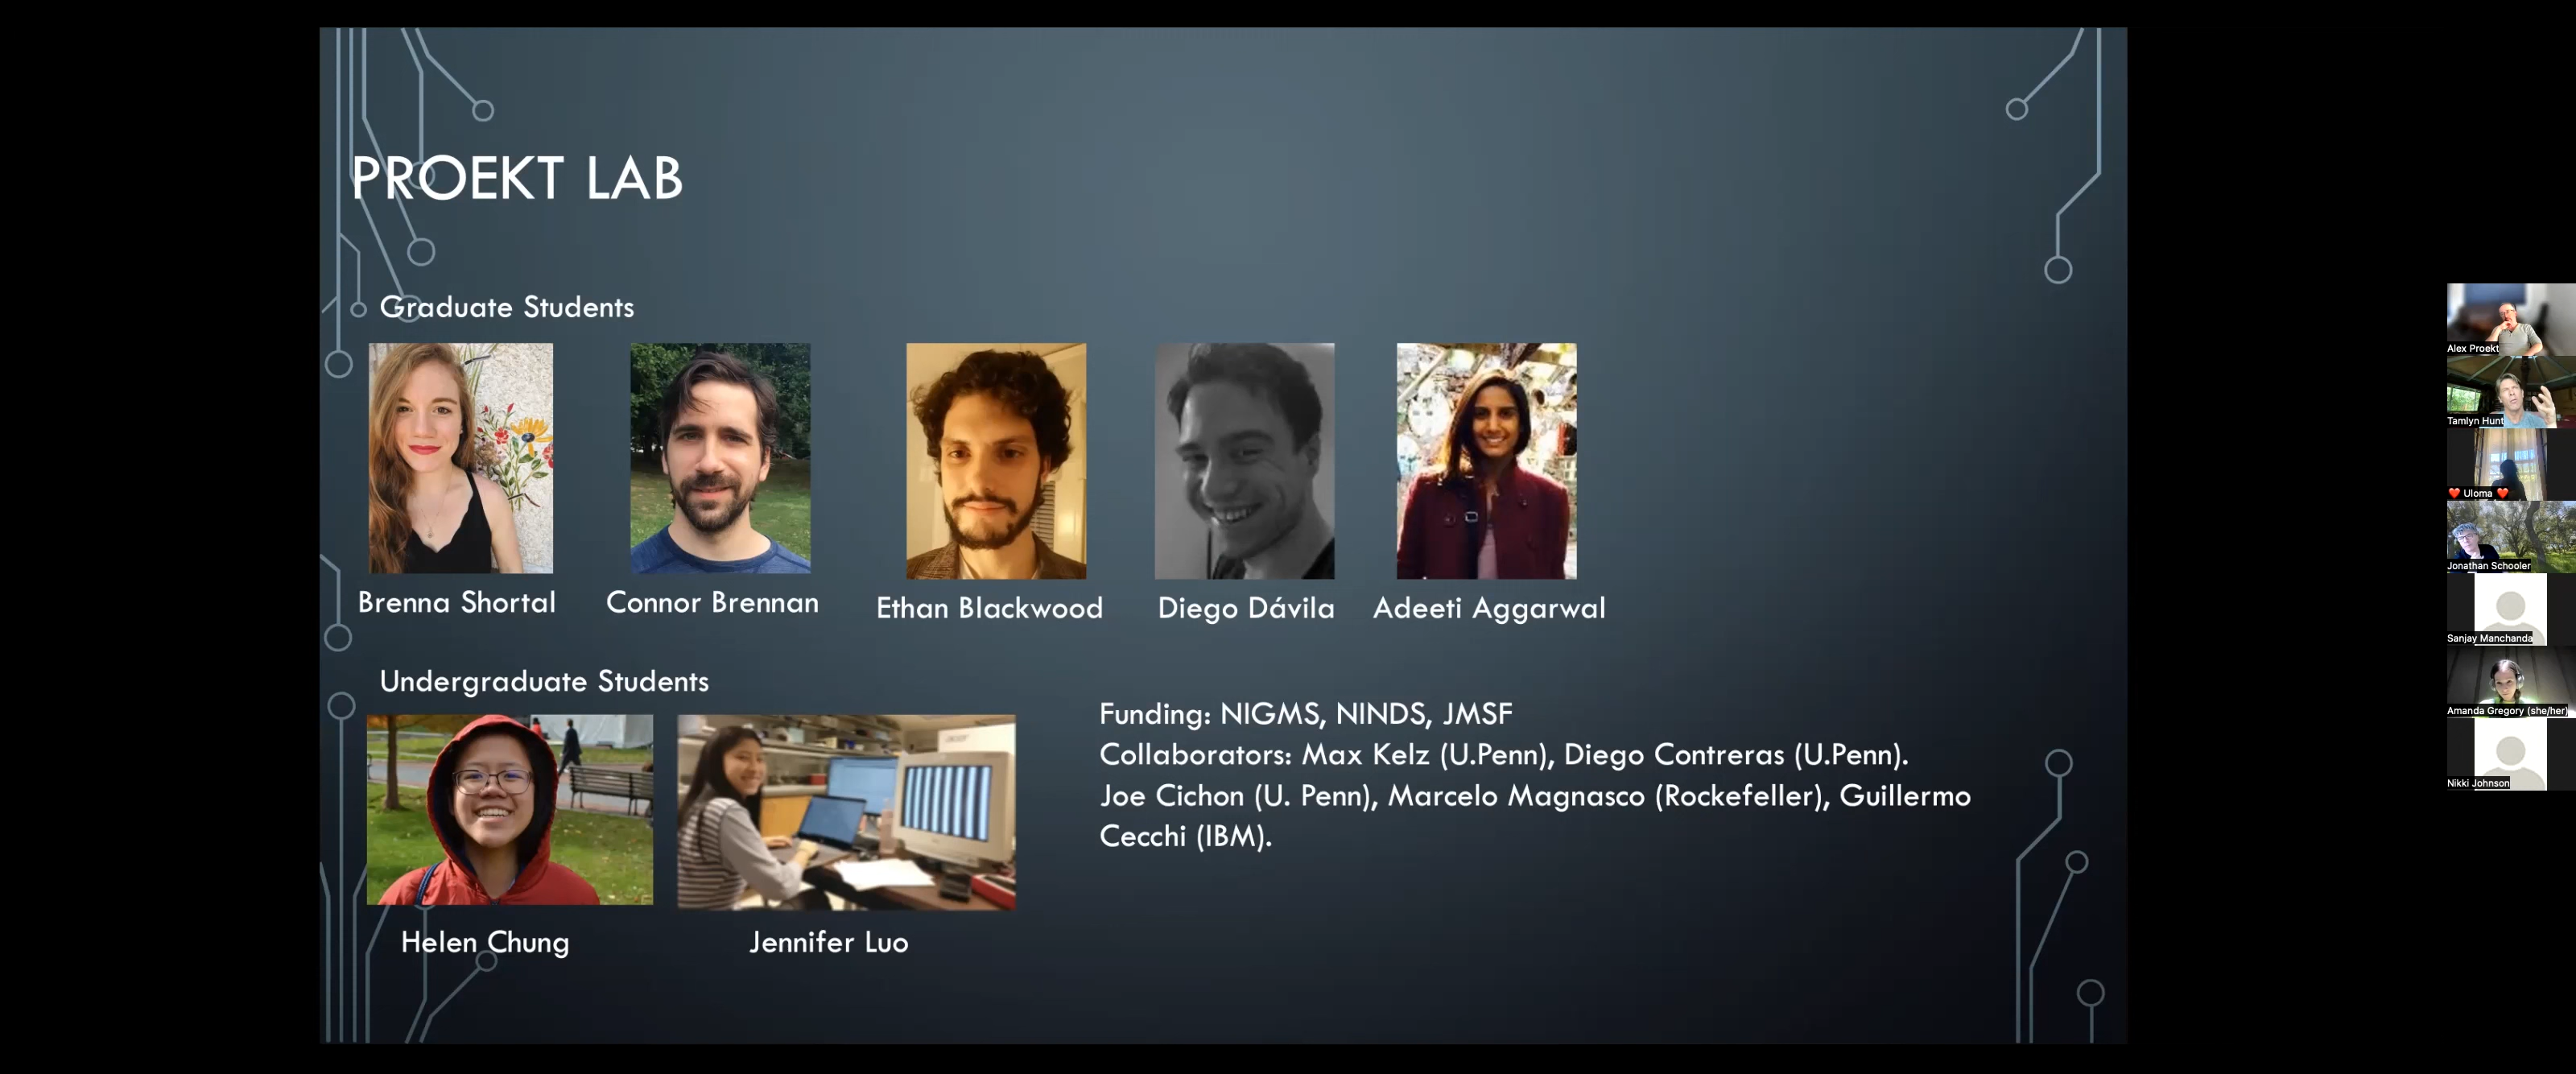 PROEKT LAB
Graduate Students
Brenna Shortal
Connor Brennan
Ethan Blackwood
Diego Dávila
Adeeti Aggarwal
Undergraduate Students
Helen Chung
Jennifer Luo
Funding: NIGMS, NINDS, JMSF
Collaborators: Max Kelz (U.Penn), Diego Contreras (U.Penn).
Joe Cichon (U. Penn), Marcelo Magnasco (Rockefeller), Guillermo
Cecchi (IBM).
Alex Proekt
Tamlyn Hunt
❤️ Uloma ❤️
Jonathan Schooler
Sanjay Manchanda
Amanda Gregory (she/her)
Nikki Johnson